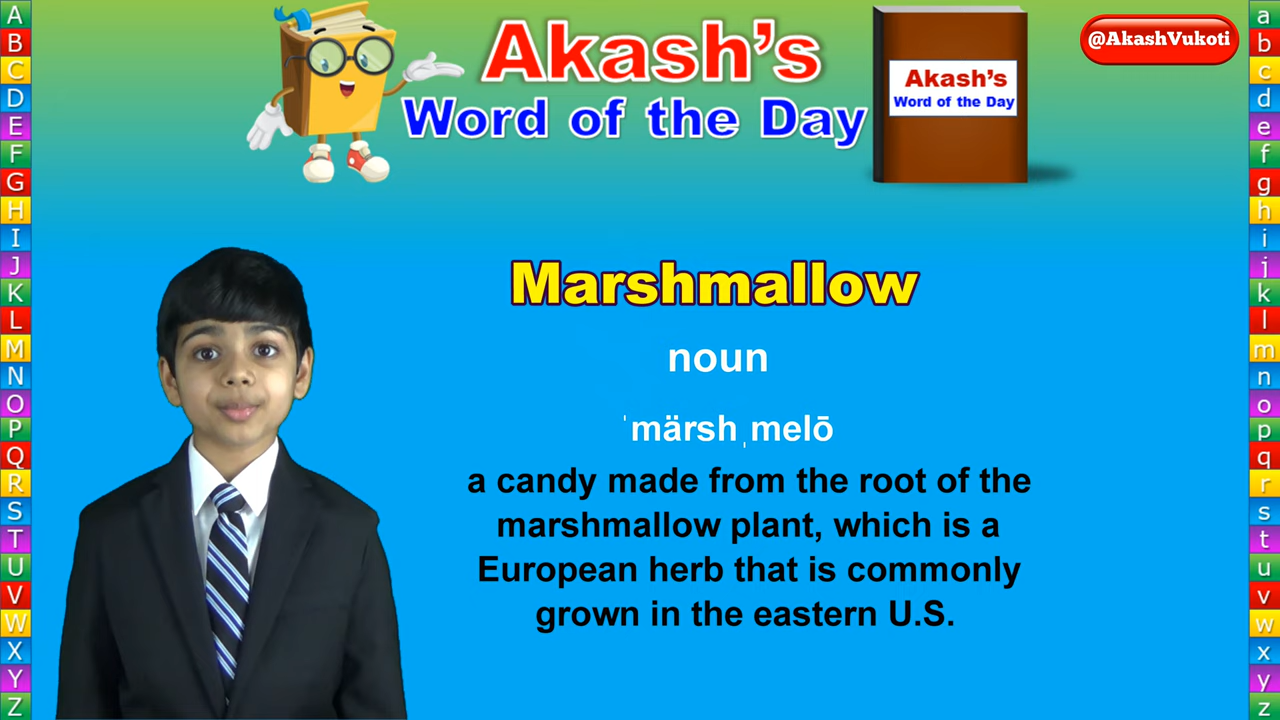 Akash's
Word of the Day
Akash's
Word of the Day
@AkashVukoti
A
B
C
D
E
F
G
H
I
J
K
L
M
N
O
P
Q
R
S
T
U
V
W
X
Y
Z
Marshmallow
noun
ˈmärshˌmelō
a candy made from the root of the
marshmallow plant, which is a
European herb that is commonly
grown in the eastern U.S.
a
b
c
d
e
f
g
h
i
j
k
l
m
n
o
p
q
r
s
t
u
v
w
x
y
z